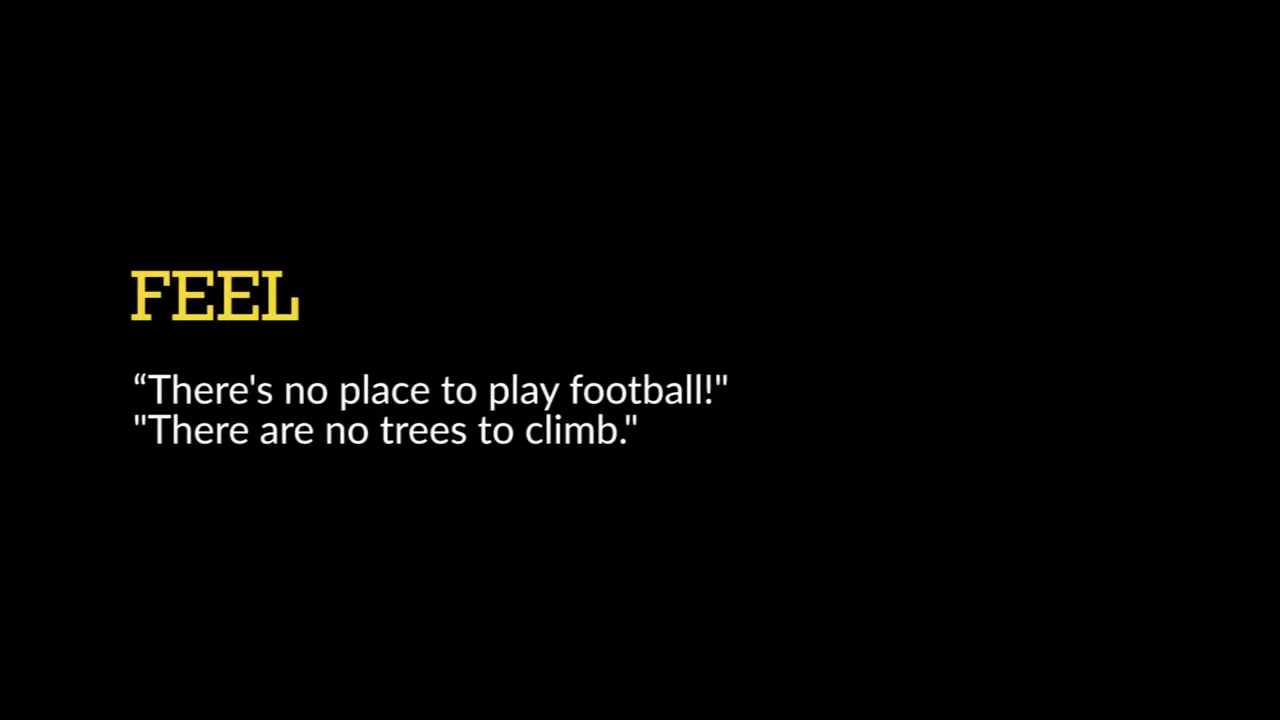 FEEL
“There's no place to play football!"
"There are no trees to climb."